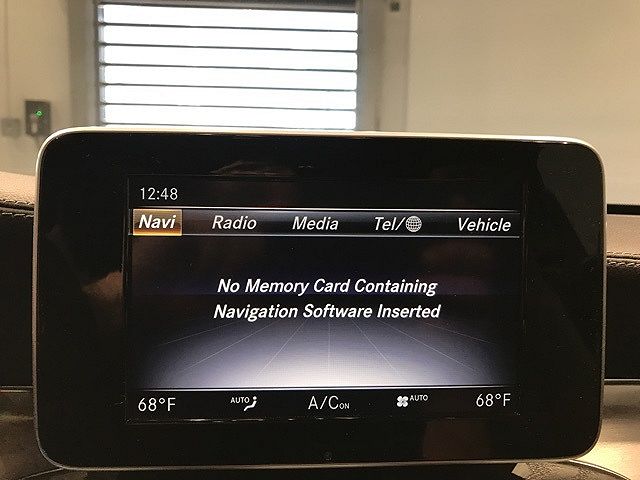 12:48
Navi Radio Media Tel/ Vehicle
No Memory Card Containing
Navigation Software Inserted
68°F AUTO A/C ON AUTO 68°F